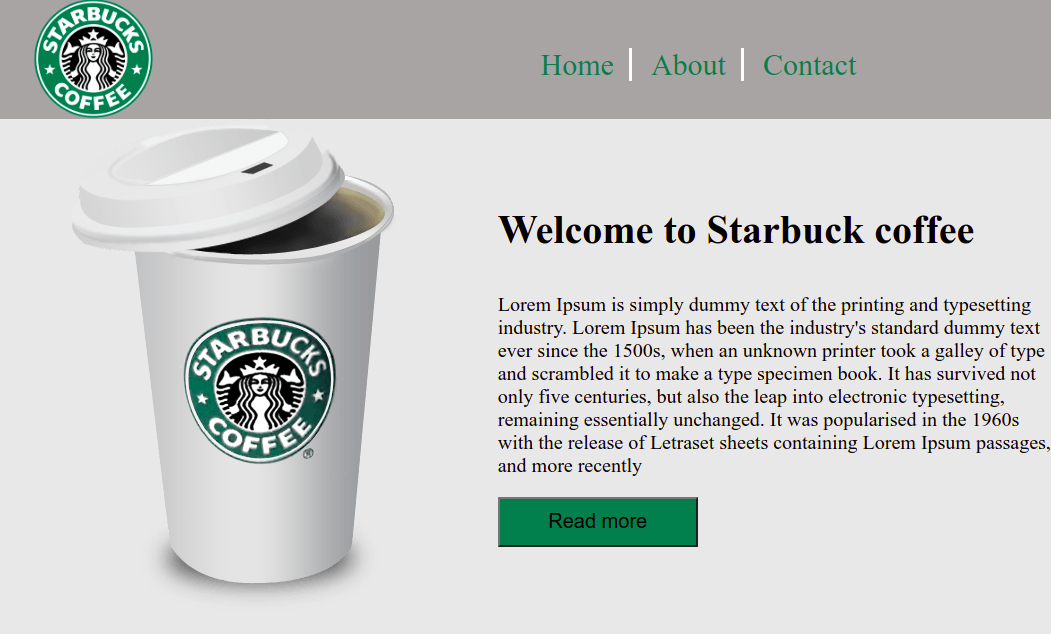 STARBUCKS
COFFEE
Home About Contact
STARBUCKS
COFFEE
®
Welcome to Starbuck coffee
Lorem Ipsum is simply dummy text of the printing and typesetting
industry. Lorem Ipsum has been the industry's standard dummy text
ever since the 1500s, when an unknown printer took a galley of type
and scrambled it to make a type specimen book. It has survived not
only five centuries, but also the leap into electronic typesetting,
remaining essentially unchanged. It was popularised in the 1960s
with the release of Letraset sheets containing Lorem Ipsum passages,
and more recently
Read more